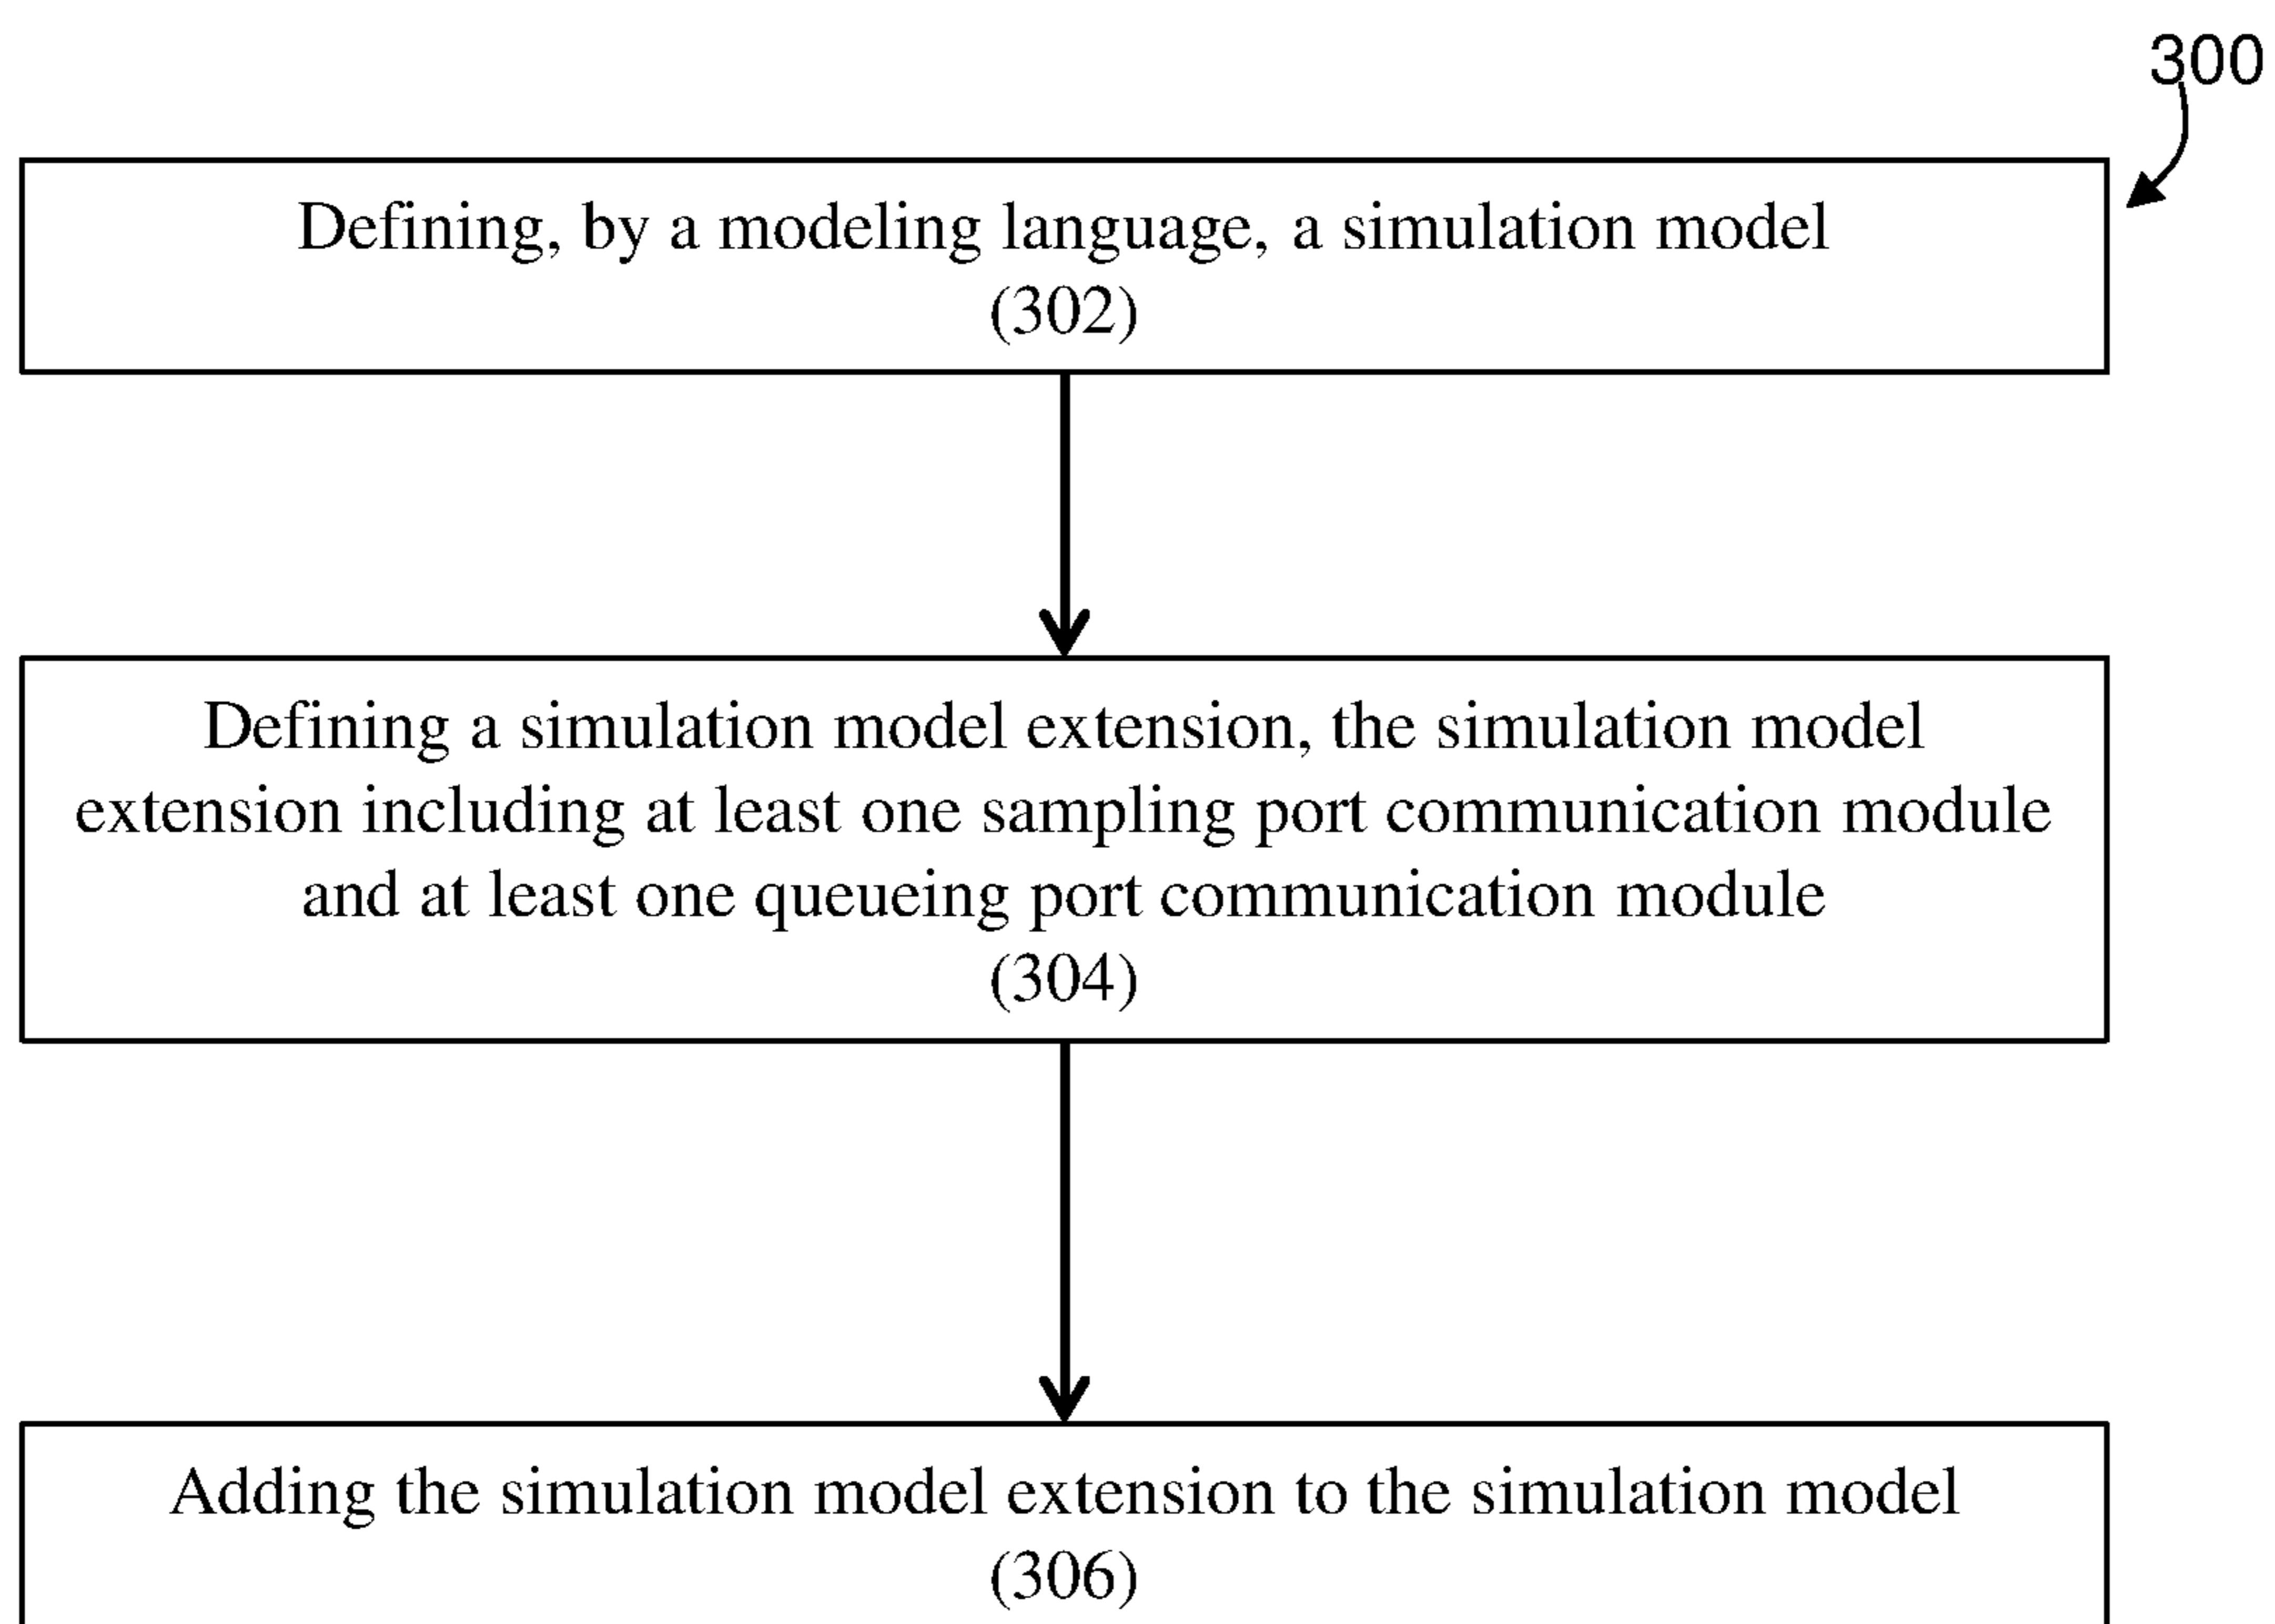 300
Defining, by a modeling language, a simulation model
(302)
Defining a simulation model extension, the simulation model
extension including at least one sampling port communication module
and at least one queueing port communication module
(304)
Adding the simulation model extension to the simulation model
(306)